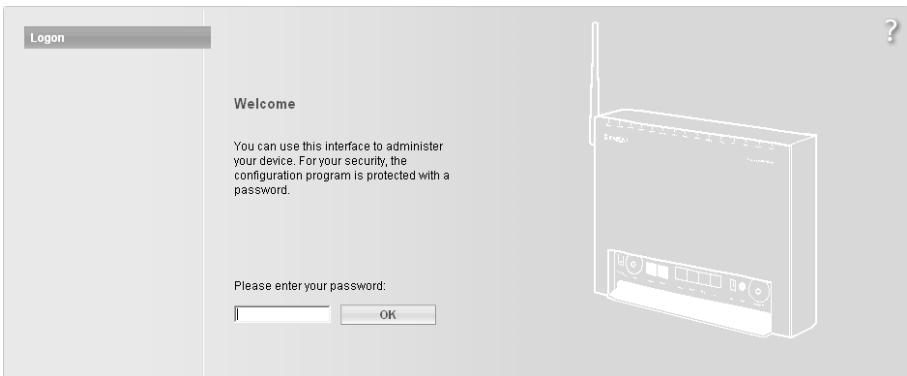 Logon
?
Welcome
You can use this interface to administer
your device. For your security, the
configuration program is protected with a
password.
Please enter your password:
OK